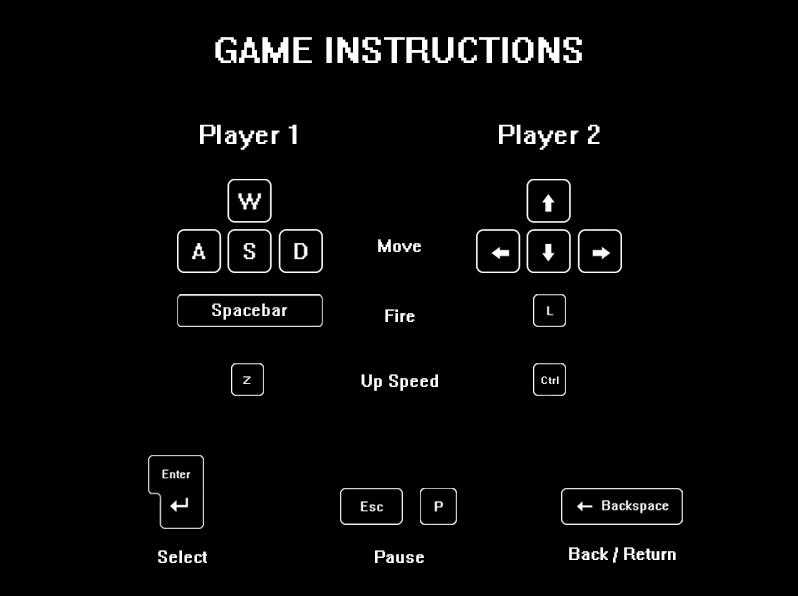 GAME INSTRUCTIONS
Player 1 Player 2
W
A S D Move
Spacebar Fire L
Z Up Speed Ctrl
Enter
Esc P Backspace
Select Pause Back / Return